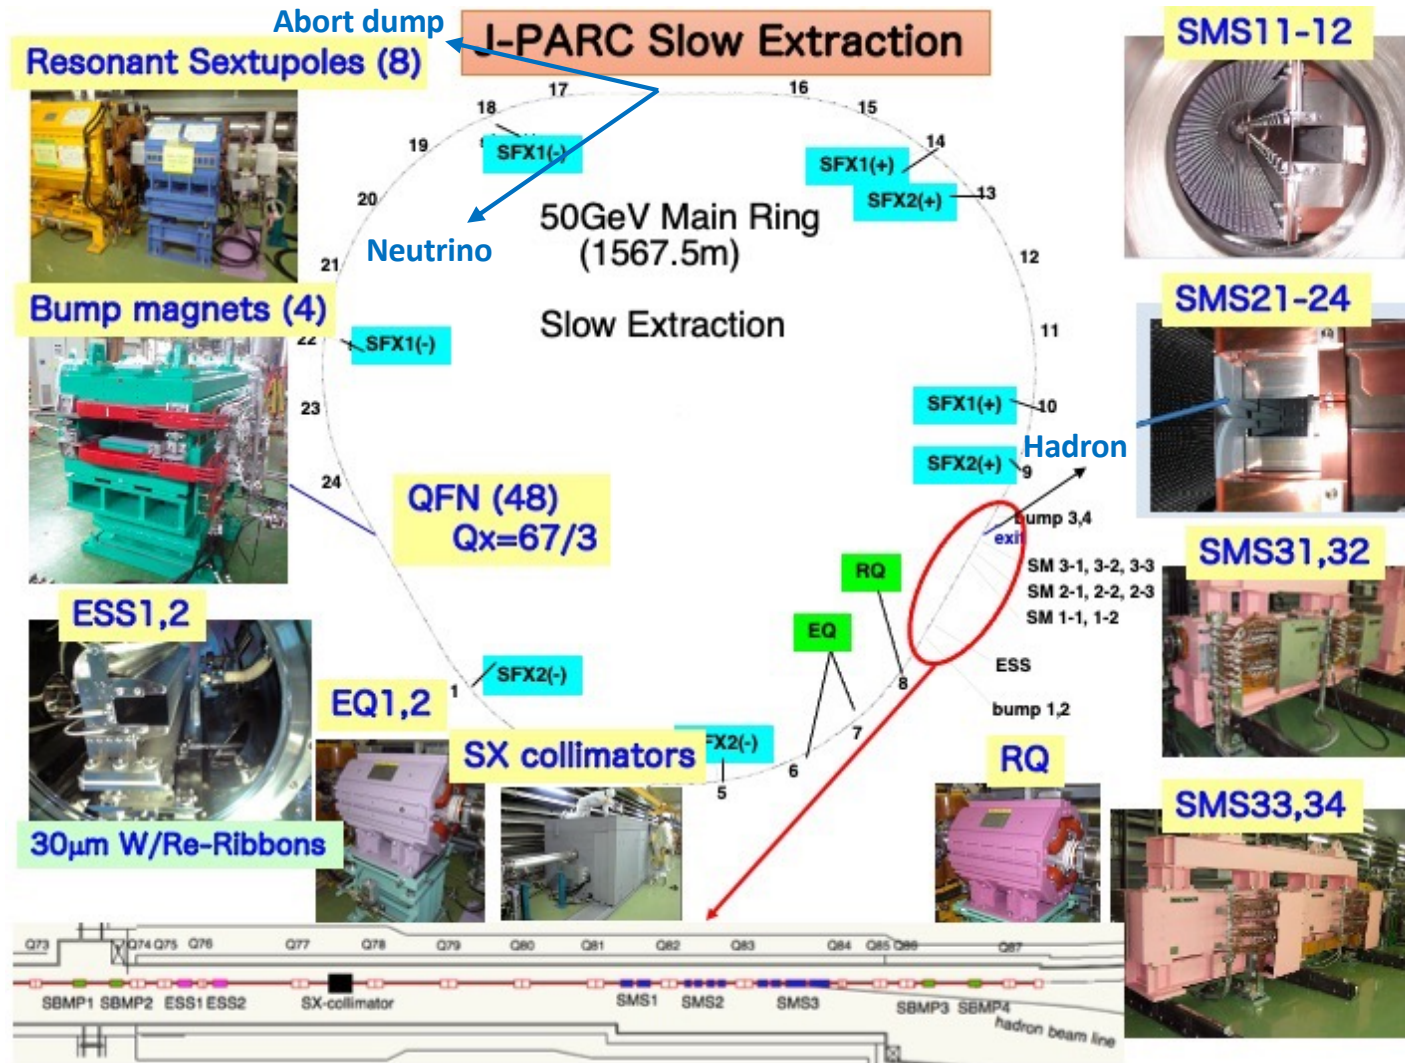 Abort dump
J-PARC Slow Extraction
SMS11-12
Resonant Sextupoles (8)
17
16
18
15
19
14
SFX1(-)
SFX1(+)
20
13
SFX2(+)
50GeV Main Ring
(1567.5m)
Neutrino
12
21
SMS21-24
Bump magnets (4)
11
Slow Extraction
22
SFX1(-)
23
SFX1(+)
10
Hadron
SFX2(+)
9
24
QFN (48)
Qx=67/3
bump 3,4
exit
SMS31,32
SM 3-1, 3-2, 3-3
RQ
SM 2-1, 2-2, 2-3
SM 1-1, 1-2
ESS1,2
EQ
ESS
8
1
SFX2(-)
EQ1,2
bump 1,2
7
SX collimators
FX2(-)
6
RQ
5
SMS33,34
30μm W/Re-Ribbons
Q73
Q74
Q75
Q76
Q77
Q78
Q79
Q80
Q81
Q82
Q83
Q84
Q85
Q86
Q87
SBMP1
SBMP2
ESS1
ESS2
SX-collimator
SMS1
SMS2
SMS3
SBMP3
SBMP4
hadron beam line